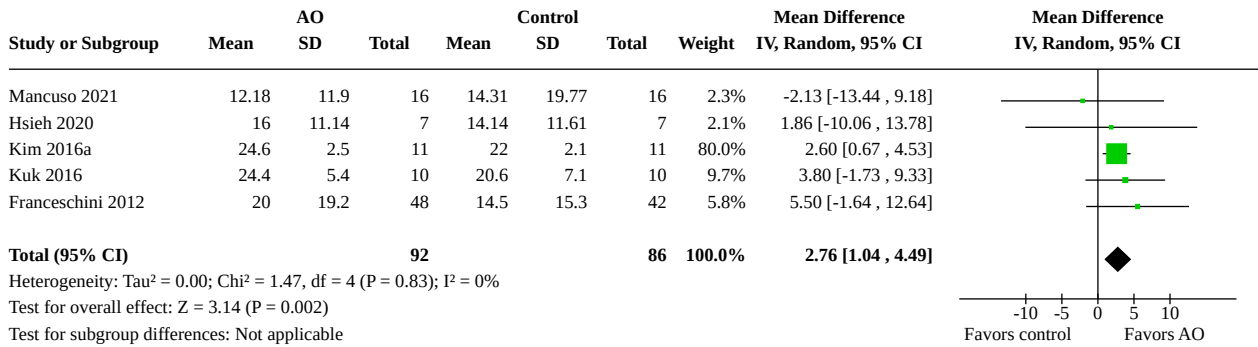 AO Control Mean Difference Mean Difference
Study or Subgroup Mean SD Total Mean SD Total Weight IV, Random, 95% CI IV, Random, 95% CI
Mancuso 2021 12.18 11.9 16 14.31 19.77 16 2.3% -2.13 [-13.44 , 9.18]
Hsieh 2020 16 11.14 7 14.14 11.61 7 2.1% 1.86 [-10.06 , 13.78]
Kim 2016a 24.6 2.5 11 22 2.1 11 80.0% 2.60 [0.67 , 4.53]
Kuk 2016 24.4 5.4 10 20.6 7.1 10 9.7% 3.80 [-1.73 , 9.33]
Franceschini 2012 20 19.2 48 14.5 15.3 42 5.8% 5.50 [-1.64 , 12.64]
Total (95% CI) 92 86 100.0% 2.76 [1.04 , 4.49]
Heterogeneity: Tau² = 0.00; Chi² = 1.47, df = 4 (P = 0.83); I² = 0%
Test for overall effect: Z = 3.14 (P = 0.002)
-10 -5 0 5 10
Test for subgroup differences: Not applicable
Favors control Favors AO